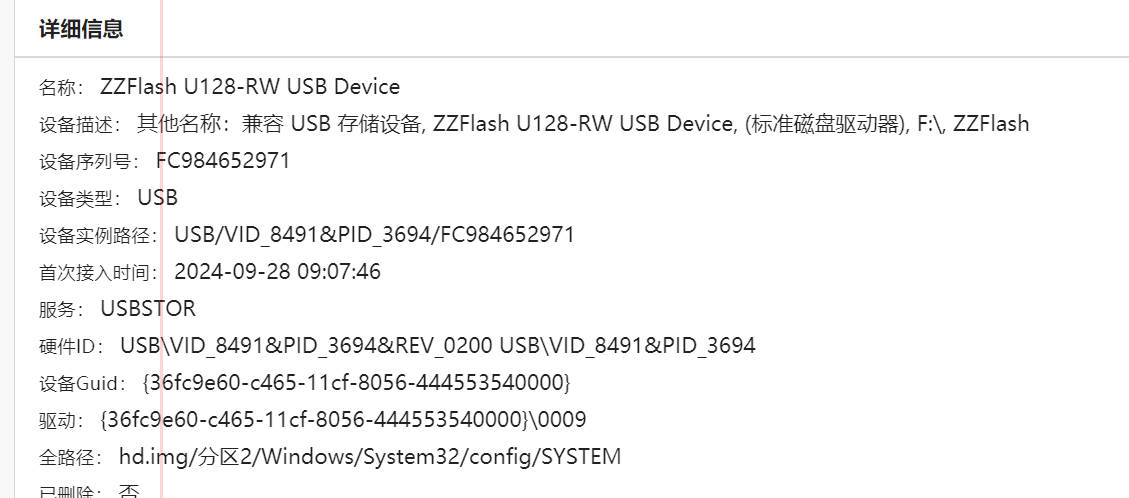 详细信息
名称： ZZFlash U128-RW USB Device
设备描述： 其他名称：兼容 USB 存储设备, ZZFlash U128-RW USB Device, (标准磁盘驱动器), F:\, ZZFlash
设备序列号： FC984652971
设备类型： USB
设备实例路径： USB/VID_8491&PID_3694/FC984652971
首次接入时间： 2024-09-28 09:07:46
服务： USBSTOR
硬件ID： USB\VID_8491&PID_3694&REV_0200 USB\VID_8491&PID_3694
设备Guid： {36fc9e60-c465-11cf-8056-444553540000}
驱动： {36fc9e60-c465-11cf-8056-444553540000}\0009
全路径： hd.img/分区2/Windows/System32/config/SYSTEM
已删除： 否